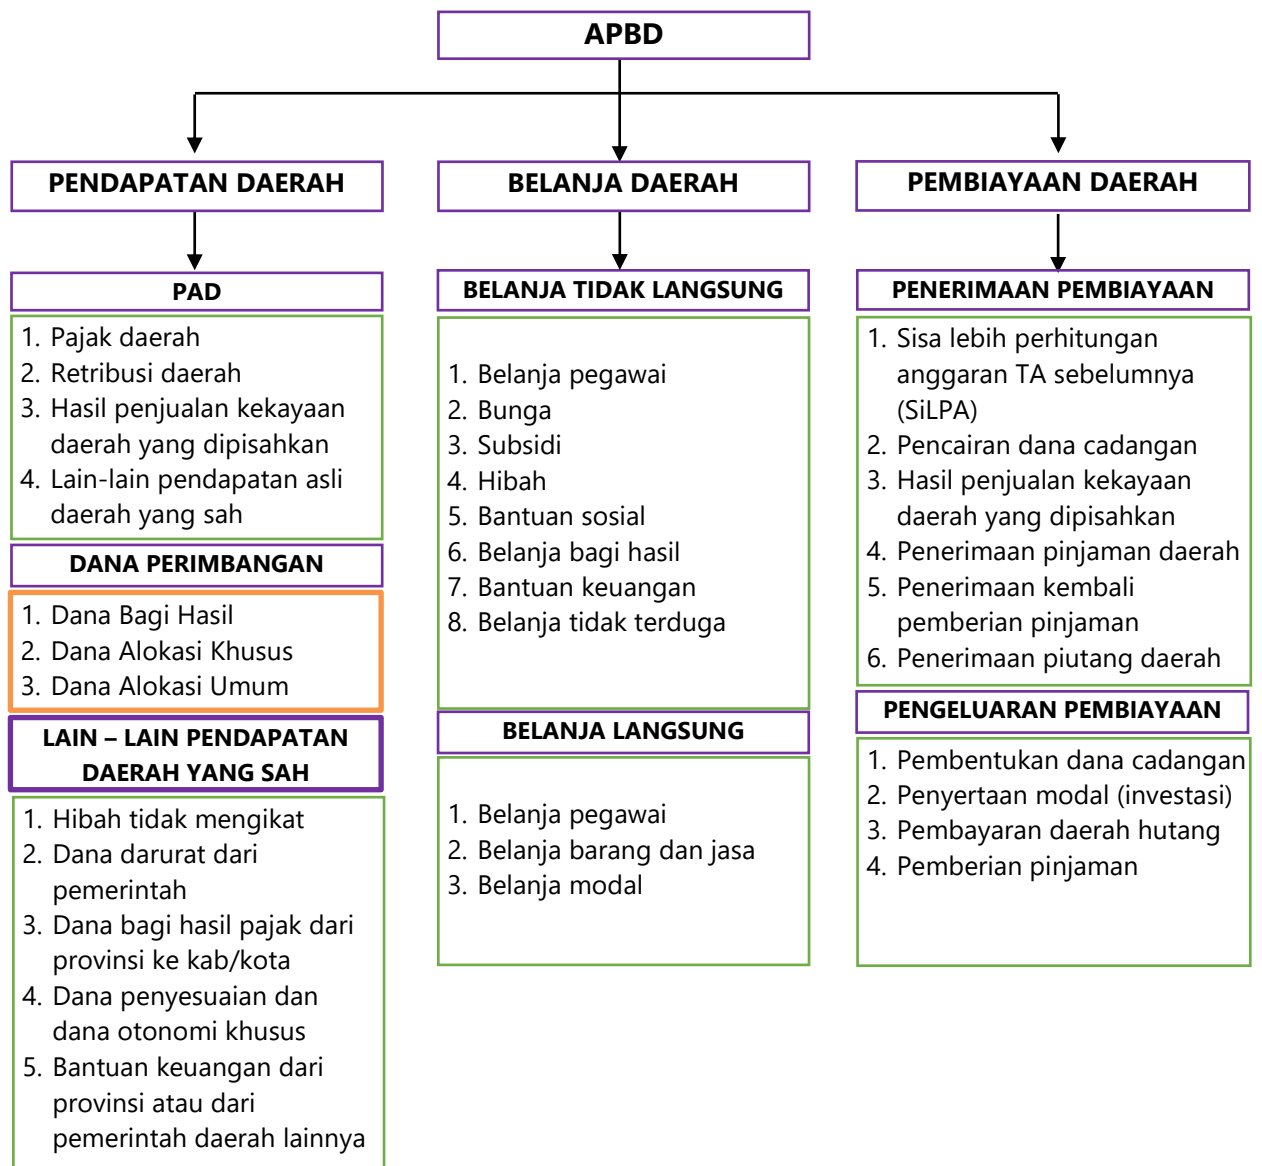 APBD
PENDAPATAN DAERAH
PAD
1. Pajak daerah
2. Retribusi daerah
3. Hasil penjualan kekayaan
daerah yang dipisahkan
4. Lain-lain pendapatan asli
daerah yang sah
DANA PERIMBANGAN
1. Dana Bagi Hasil
2. Dana Alokasi Khusus
3. Dana Alokasi Umum
LAIN – LAIN PENDAPATAN
DAERAH YANG SAH
1. Hibah tidak mengikat
2. Dana darurat dari
pemerintah
3. Dana bagi hasil pajak dari
provinsi ke kab/kota
4. Dana penyesuaian dan
dana otonomi khusus
5. Bantuan keuangan dari
provinsi atau dari
pemerintah daerah lainnya
BELANJA DAERAH
BELANJA TIDAK LANGSUNG
1. Belanja pegawai
2. Bunga
3. Subsidi
4. Hibah
5. Bantuan sosial
6. Belanja bagi hasil
7. Bantuan keuangan
8. Belanja tidak terduga
BELANJA LANGSUNG
1. Belanja pegawai
2. Belanja barang dan jasa
3. Belanja modal
PEMBIAYAAN DAERAH
PENERIMAAN PEMBIAYAAN
1. Sisa lebih perhitungan
anggaran TA sebelumnya
(SiLPA)
2. Pencairan dana cadangan
3. Hasil penjualan kekayaan
daerah yang dipisahkan
4. Penerimaan pinjaman daerah
5. Penerimaan kembali
pemberian pinjaman
6. Penerimaan piutang daerah
PENGELUARAN PEMBIAYAAN
1. Pembentukan dana cadangan
2. Penyertaan modal (investasi)
3. Pembayaran daerah hutang
4. Pemberian pinjaman